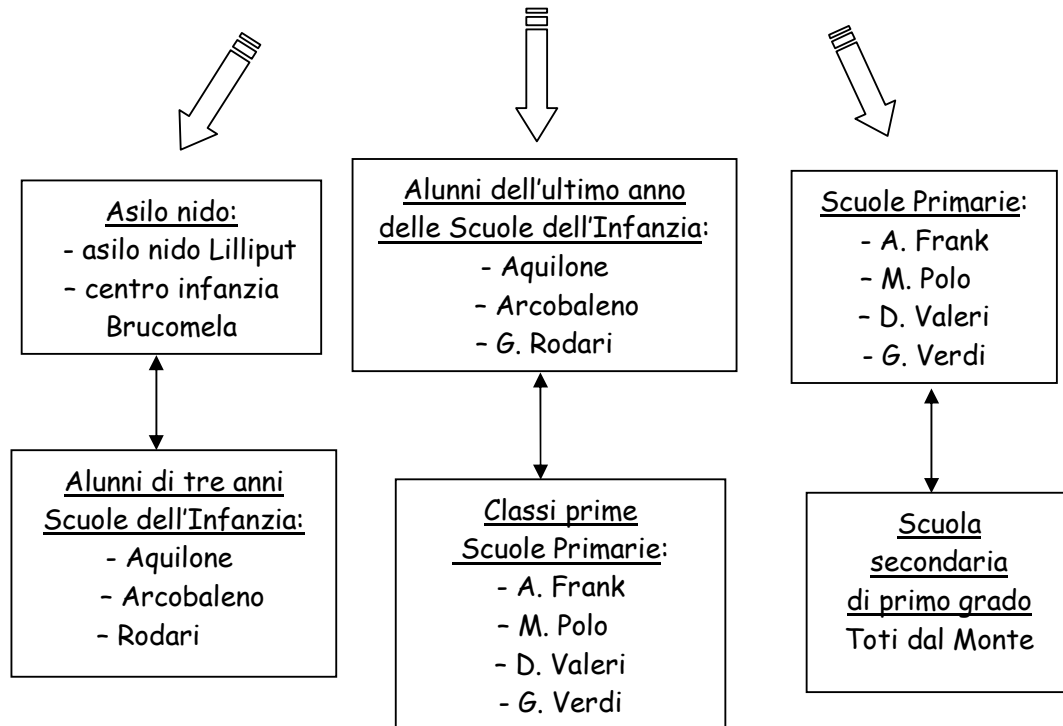 Asilo nido:
- asilo nido Lilliput
– centro infanzia
Brucomela
Alunni di tre anni
Scuole dell'Infanzia:
- Aquilone
– Arcobaleno
– Rodari
Alunni dell'ultimo anno
delle Scuole dell'Infanzia:
- Aquilone
- Arcobaleno
– G. Rodari
Classi prime
Scuole Primarie:
- A. Frank
– M. Polo
– D. Valeri
– G. Verdi
Scuole Primarie:
- A. Frank
- M. Polo
– D. Valeri
- G. Verdi
Scuola
secondaria
di primo grado
Toti dal Monte